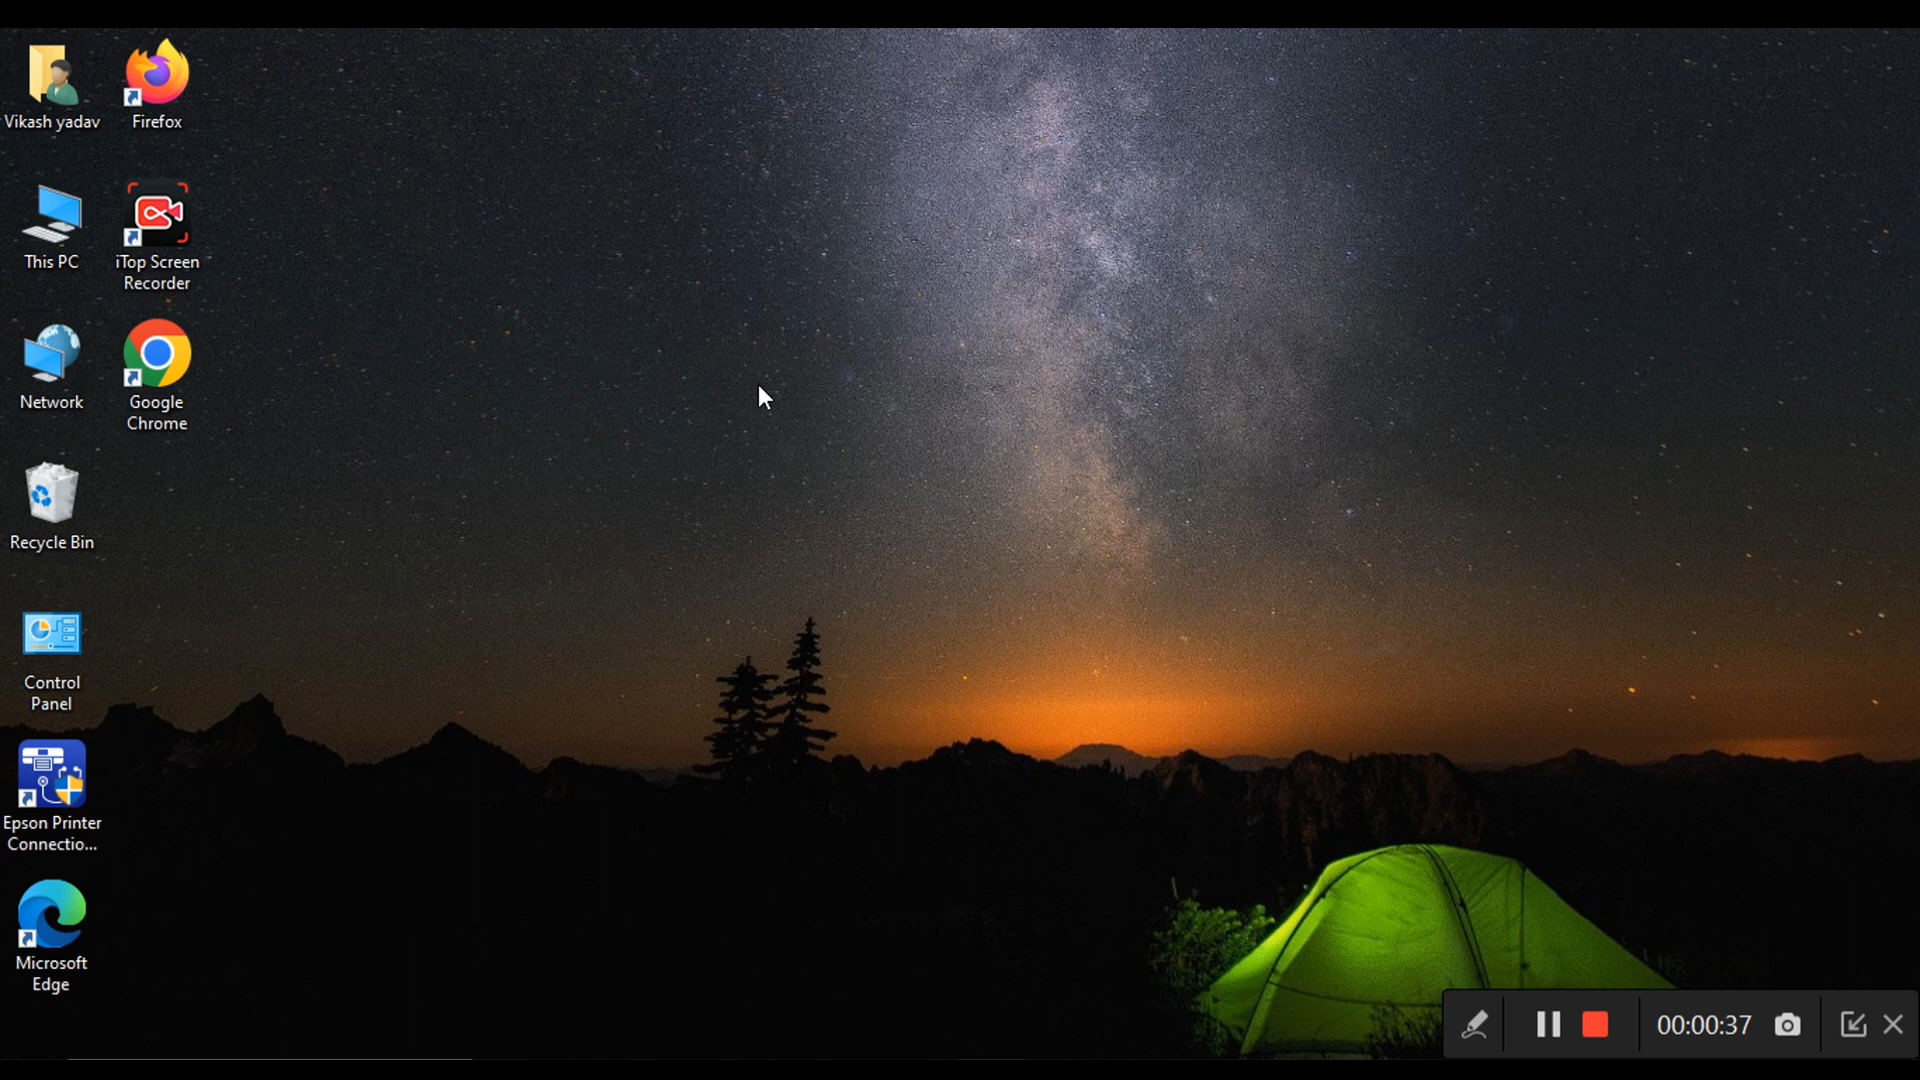 Vikash yadav
Firefox
This PC
iTop Screen
Recorder
Network
Google
Chrome
Recycle Bin
Control
Panel
Epson Printer
Connectio...
Microsoft
Edge
00:00:37